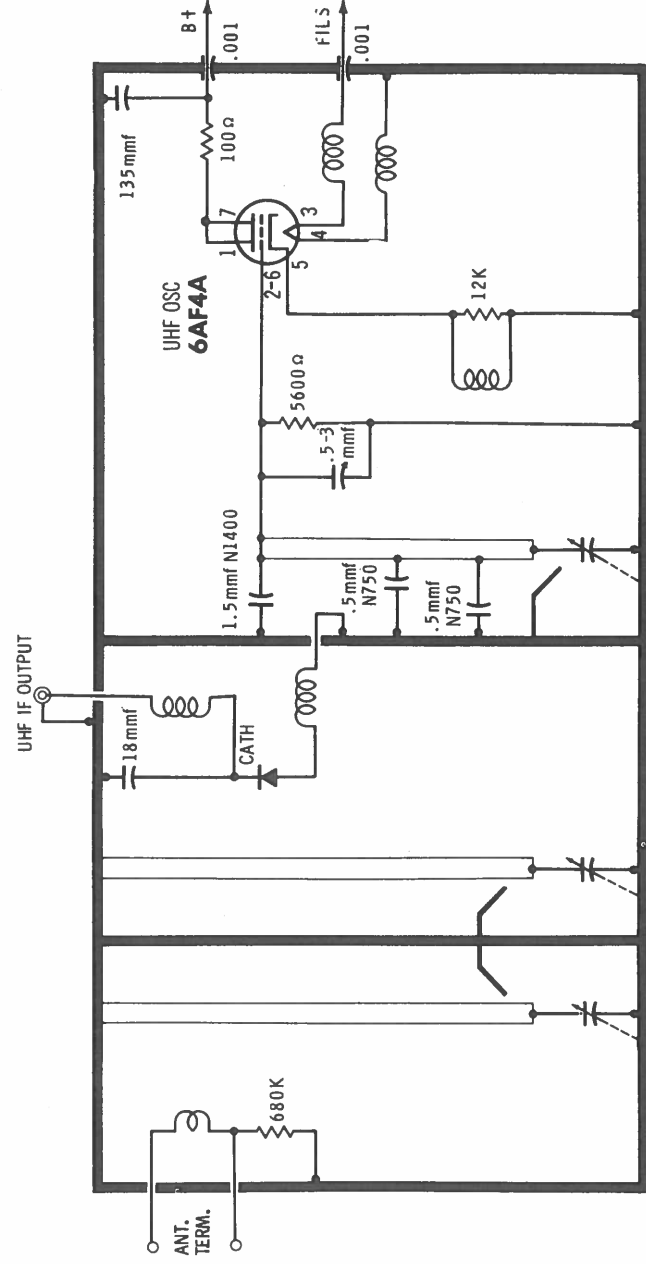 UHF IF OUTPUT
ANT.
TERM.
680K
18mmf
CATH
1.5mmf N1400
.5mmf
N750
.5mmf
N750
.5-3
mmf
5600Ω
UHF OSC
6AF4A
1
7
2-6
5
4
3
12K
135mmf
100Ω
B+
.001
FILS
.001